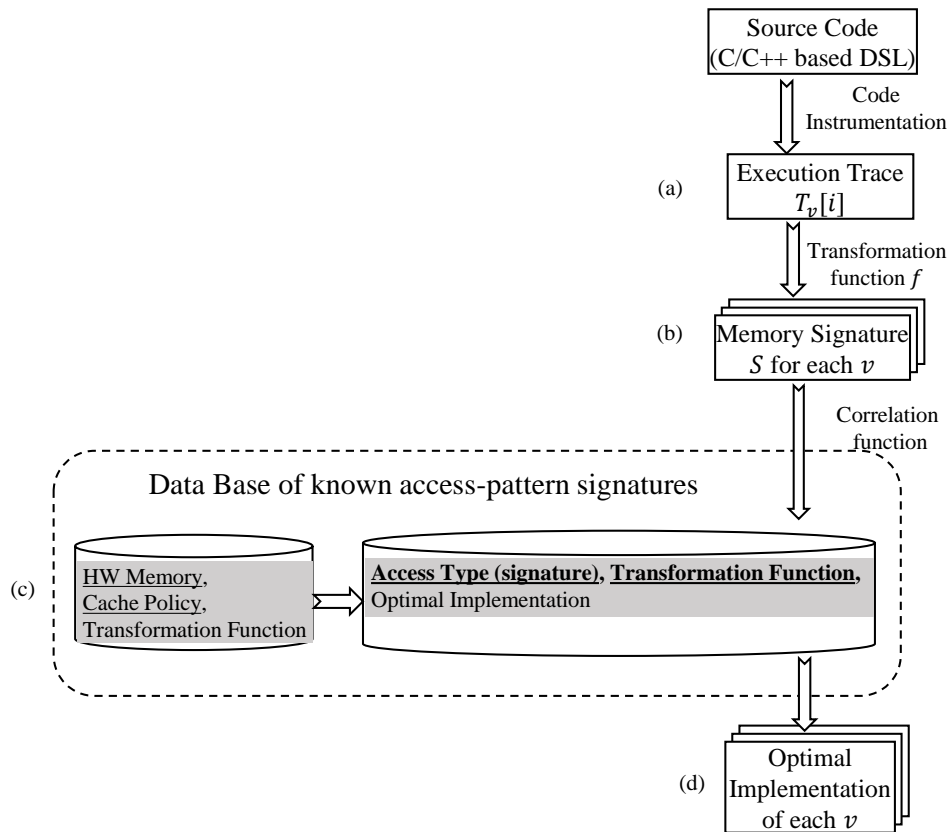 Source Code
(C/C++ based DSL)
Code
Instrumentation
(a)
Execution Trace
T_v[i]
Transformation
function f
(b)
Memory Signature
S for each v
Correlation
function
Data Base of known access-pattern signatures
(c)
HW Memory,
Cache Policy,
Transformation Function
Access Type (signature), Transformation Function,
Optimal Implementation
(d)
Optimal
Implementation
of each v